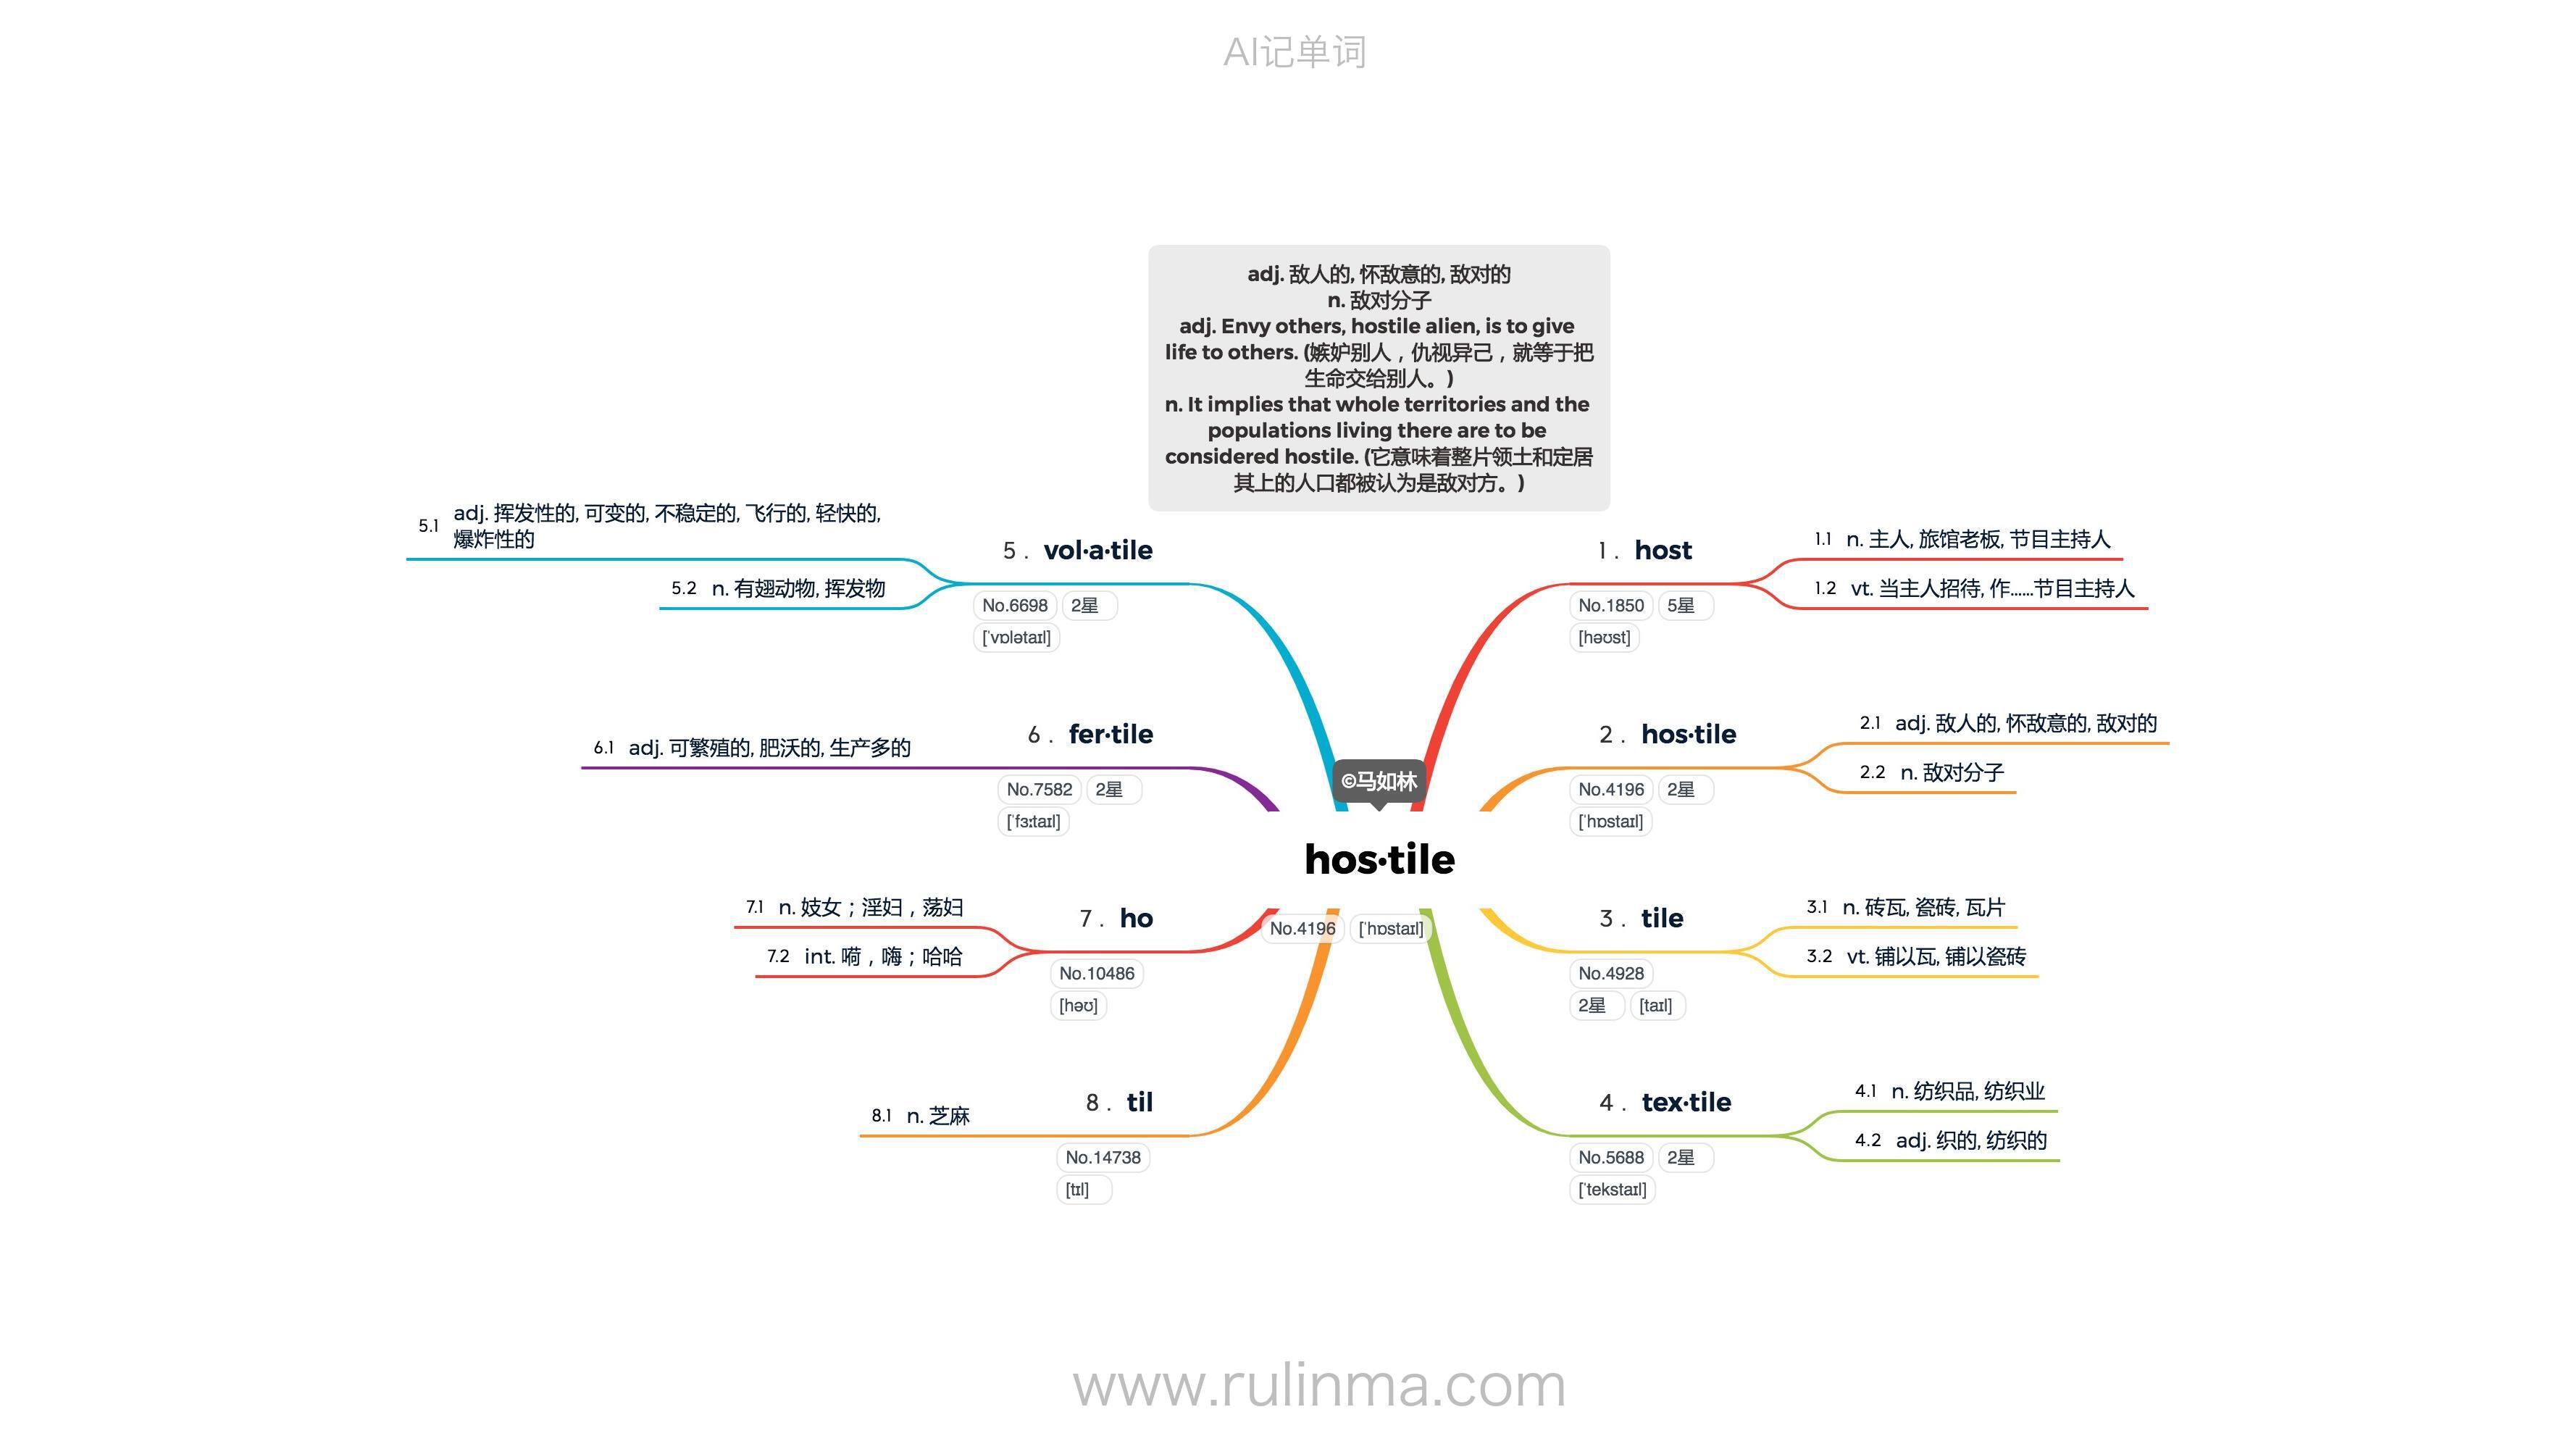 AI记单词
adj. 敌人的, 怀敌意的, 敌对的
n. 敌对分子
adj. Envy others, hostile alien, is to give
life to others. (嫉妒别人，仇视异己，就等于把
生命交给别人。)
n. It implies that whole territories and the
populations living there are to be
considered hostile. (它意味着整片领土和定居
其上的人口都被认为是敌对方。)
©马如林
hos·tile
No.4196 [ˈhɒstaɪl]
1. host
No.1850 5星
[həʊst]
1.1 n. 主人, 旅馆老板, 节目主持人
1.2 vt. 当主人招待, 作……节目主持人
2. hos·tile
No.4196 2星
[ˈhɒstaɪl]
2.1 adj. 敌人的, 怀敌意的, 敌对的
2.2 n. 敌对分子
3. tile
No.4928
2星 [taɪl]
3.1 n. 砖瓦, 瓷砖, 瓦片
3.2 vt. 铺以瓦, 铺以瓷砖
4. tex·tile
No.5688 2星
[ˈtekstaɪl]
4.1 n. 纺织品, 纺织业
4.2 adj. 织的, 纺织的
5. vol·a·tile
No.6698 2星
[ˈvɒlətaɪl]
5.1 adj. 挥发性的, 可变的, 不稳定的, 飞行的, 轻快的,
爆炸性的
5.2 n. 有翅动物, 挥发物
6. fer·tile
No.7582 2星
[ˈfɜːtaɪl]
6.1 adj. 可繁殖的, 肥沃的, 生产多的
7. ho
No.10486
[həʊ]
7.1 n. 妓女；淫妇，荡妇
7.2 int. 嗬，嗨；哈哈
8. til
No.14738
[tɪl]
8.1 n. 芝麻
www.rulinma.com